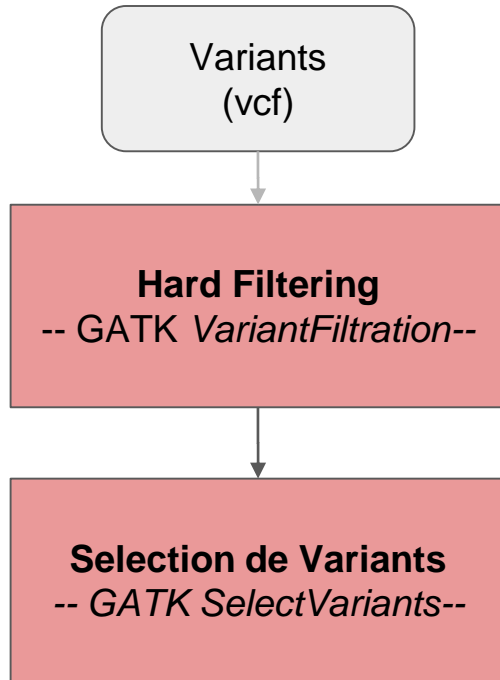 Variants
(vcf)
Hard Filtering
-- GATK VariantFiltration--
Selection de Variants
-- GATK SelectVariants--